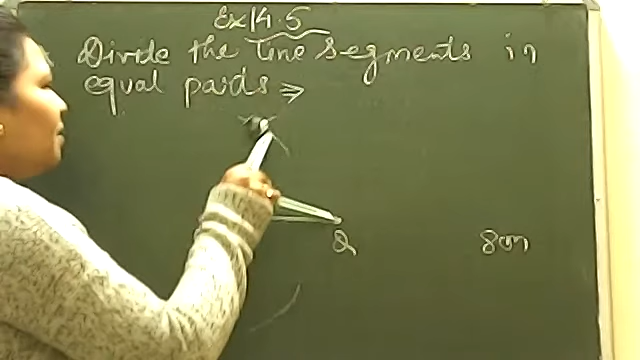 Ex 14.5
Divide the line segments in
equal parts ⇒
Q
8cm